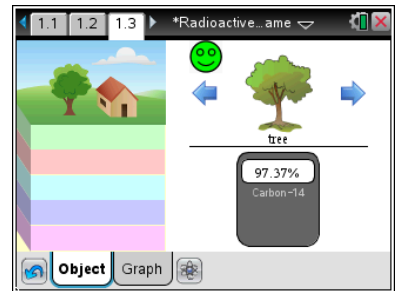 1.1 1.2 1.3 *Radioactive…ame
tree
97.37%
Carbon-14
Object Graph